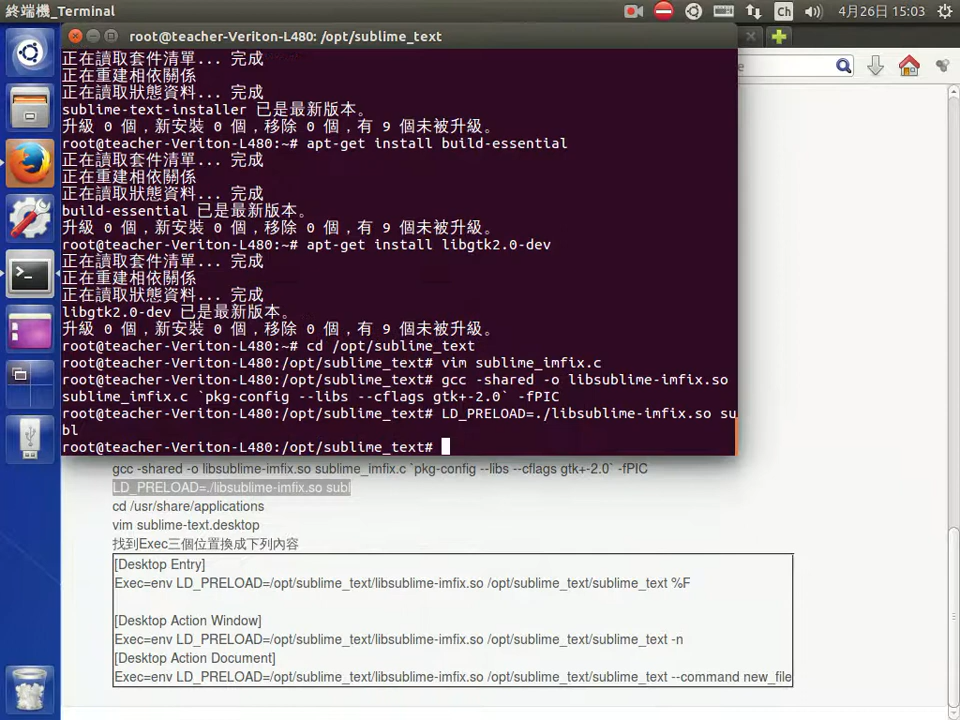 終端機_Terminal
Ch
4月26日 15:03
root@teacher-Veriton-L480: /opt/sublime_text
正在讀取套件清單... 完成
正在重建相依關係
正在讀取狀態資料... 完成
sublime-text-installer 已是最新版本。
升級 0 個，新安裝 0 個，移除 0 個，有 9 個未被升級。
root@teacher-Veriton-L480:~# apt-get install build-essential
正在讀取套件清單... 完成
正在重建相依關係
正在讀取狀態資料... 完成
build-essential 已是最新版本。
升級 0 個，新安裝 0 個，移除 0 個，有 9 個未被升級。
root@teacher-Veriton-L480:~# apt-get install libgtk2.0-dev
正在讀取套件清單... 完成
正在重建相依關係
正在讀取狀態資料... 完成
libgtk2.0-dev 已是最新版本。
升級 0 個，新安裝 0 個，移除 0 個，有 9 個未被升級。
root@teacher-Veriton-L480:~# cd /opt/sublime_text
root@teacher-Veriton-L480:/opt/sublime_text# vim sublime_imfix.c
root@teacher-Veriton-L480:/opt/sublime_text# gcc -shared -o libsublime-imfix.so
sublime_imfix.c `pkg-config --libs --cflags gtk+-2.0` -fPIC
root@teacher-Veriton-L480:/opt/sublime_text# LD_PRELOAD=./libsublime-imfix.so su
bl
root@teacher-Veriton-L480:/opt/sublime_text#
gcc -shared -o libsublime-imfix.so sublime_imfix.c `pkg-config --libs --cflags gtk+-2.0` -fPIC
LD_PRELOAD=./libsublime-imfix.so subl
cd /usr/share/applications
vim sublime-text.desktop
找到Exec三個位置換成下列內容
[Desktop Entry]
Exec=env LD_PRELOAD=/opt/sublime_text/libsublime-imfix.so /opt/sublime_text/sublime_text %F
[Desktop Action Window]
Exec=env LD_PRELOAD=/opt/sublime_text/libsublime-imfix.so /opt/sublime_text/sublime_text -n
[Desktop Action Document]
Exec=env LD_PRELOAD=/opt/sublime_text/libsublime-imfix.so /opt/sublime_text/sublime_text --command new_file